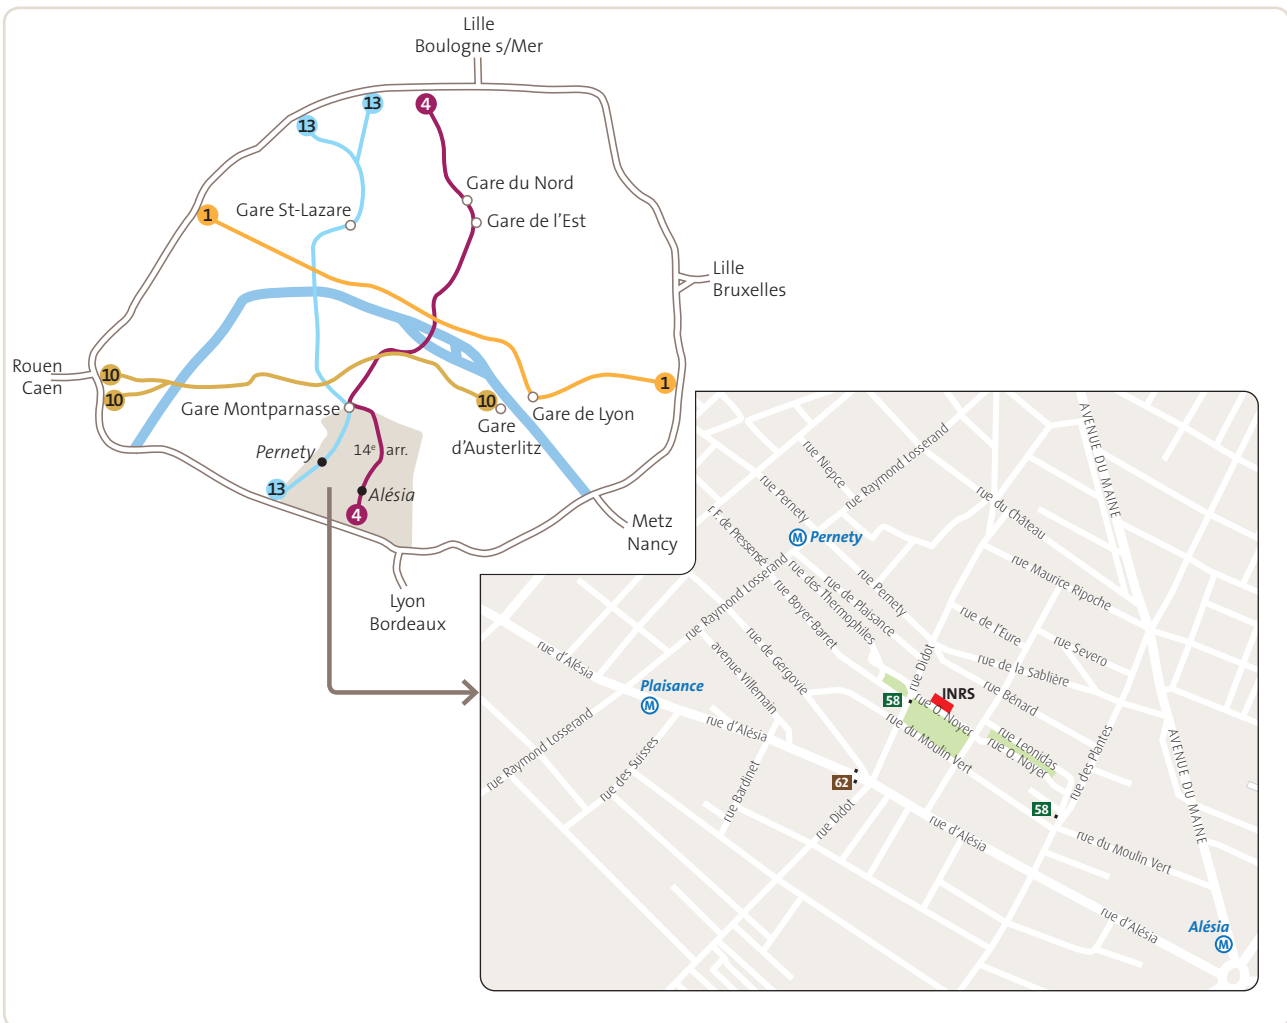 Lille
Boulogne s/Mer
13
4
13
Gare du Nord
1
Gare St-Lazare
Gare de l'Est
Lille
Bruxelles
Rouen
Caen
10
10
1
10
Gare Montparnasse
Gare de Lyon
Gare
d'Austerlitz
Pernety
14e arr.
13
Alésia
4
Metz
Nancy
Lyon
Bordeaux
AVENUE DU MAINE
rue Niepce
rue Raymond Losserand
rue Pernety
rue du Château
r F. de Pressensé
M Pernety
rue Raymond Losserand
rue des Thermophiles
rue de Plaisance
rue Pernety
rue Maurice Ripoche
rue Boyer-Barret
rue de l'Eure
rue Severo
rue d'Alésia
avenue Villemain
rue de Gergovie
rue Didot
rue de la Sablière
Plaisance
M
58
INRS
rue Bénard
rue O. Noyer
rue du Moulin Vert
rue Raymond Losserand
rue d'Alésia
rue Leonidas
rue O. Noyer
rue des Plantes
AVENUE DU MAINE
rue des Suisses
rue Bardinet
62
rue Didot
58
rue d'Alésia
rue du Moulin Vert
rue d'Alésia
Alésia
M